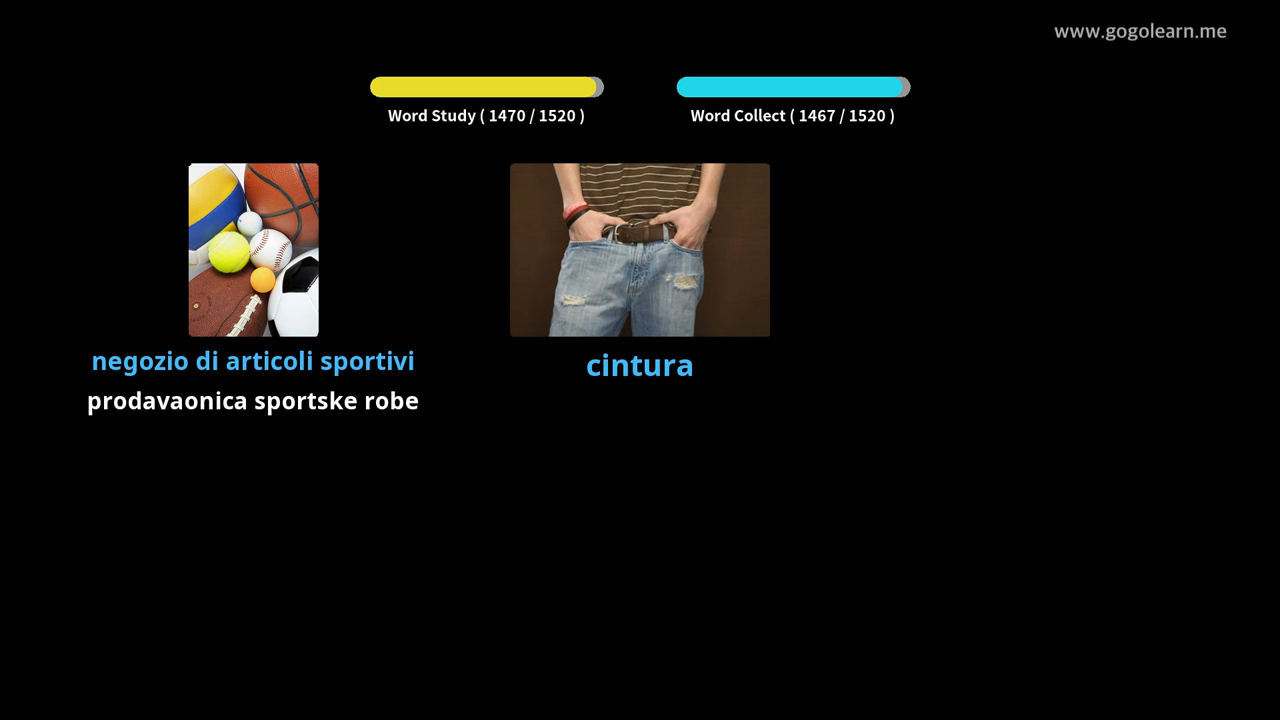 www.gogolearn.me
Word Study ( 1470 / 1520 )
Word Collect ( 1467 / 1520 )
negozio di articoli sportivi
cintura
prodavaonica sportske robe